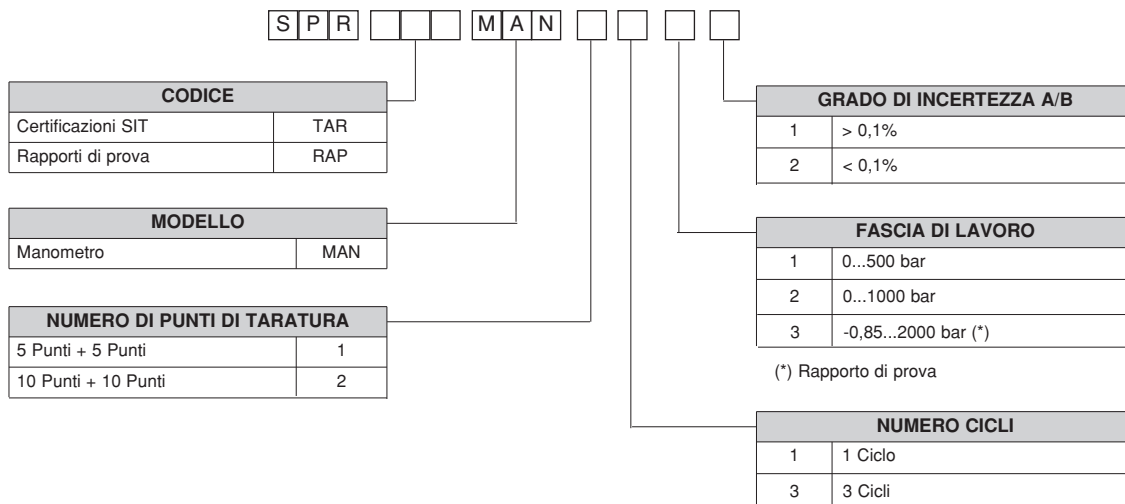 SPR MAN
CODICE
Certificazioni SIT TAR
Rapporti di prova RAP
MODELLO
Manometro MAN
NUMERO DI PUNTI DI TARATURA
5 Punti + 5 Punti 1
10 Punti + 10 Punti 2
GRADO DI INCERTEZZA A/B
1 > 0,1%
2 < 0,1%
FASCIA DI LAVORO
1 0...500 bar
2 0...1000 bar
3 -0,85...2000 bar (*)
(*) Rapporto di prova
NUMERO CICLI
1 1 Ciclo
3 3 Cicli